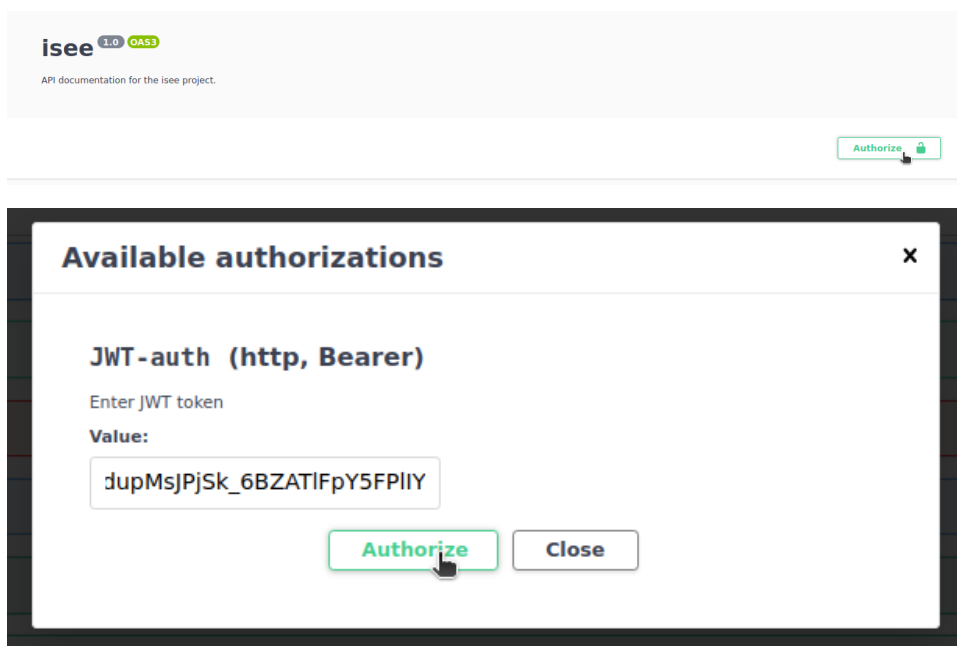 isee 1.0 OAS3
API documentation for the isee project.
Authorize
Available authorizations
JWT-auth (http, Bearer)
Enter JWT token
Value:
dupMsJPjSk_6BZATlFpY5FPlIY
Authorize
Close